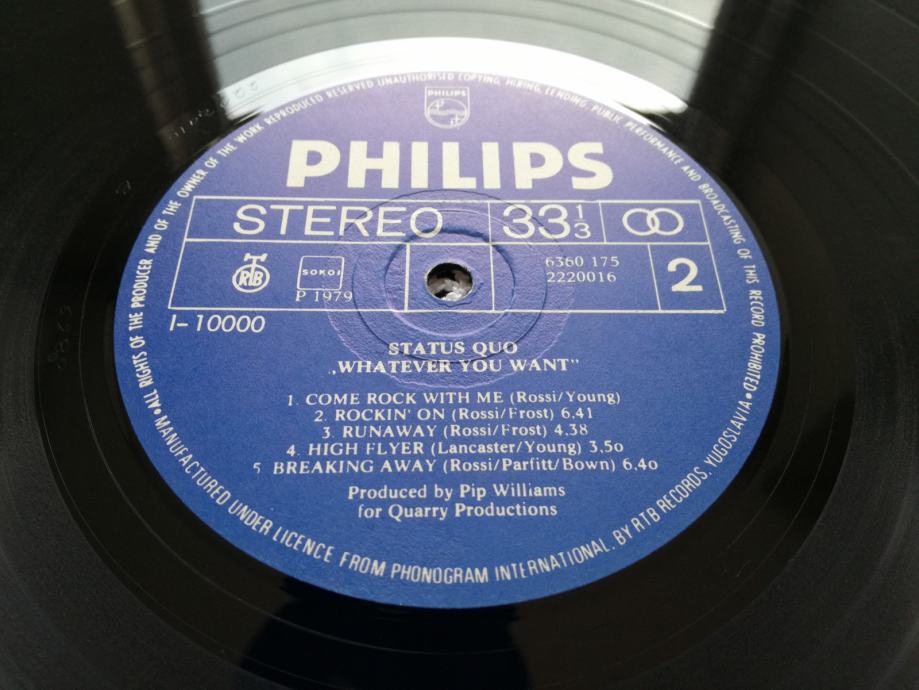 •ALL RIGHTS OF THE PRODUCER AND OF THE OWNER OF THE WORK REPRODUCED RESERVED UNAUTHORISED COPYING, HIRING, LENDING, PUBLIC PERFORMANCE AND BROADCASTING OF THIS RECORD PROHIBITED•
PHILIPS
PHILIPS
STEREO 33 1/3
RTB SOKOJ 6360 175 2
P 1979 2220016
I-10000
STATUS QUO
„WHATEVER YOU WANT"
1. COME ROCK WITH ME (Rossi/Young)
2. ROCKIN' ON (Rossi/Frost) 6,41
3. RUNAWAY (Rossi/Frost) 4,38
4. HIGH FLYER (Lancaster/Young) 3,50
5 BREAKING AWAY (Rossi/Parfitt/Bown) 6,40
Produced by Pip Williams
for Quarry Productions
MANUFACTURED UNDER LICENCE FROM PHONOGRAM INTERNATIONAL. BY RTB RECORDS, YUGOSLAVIA